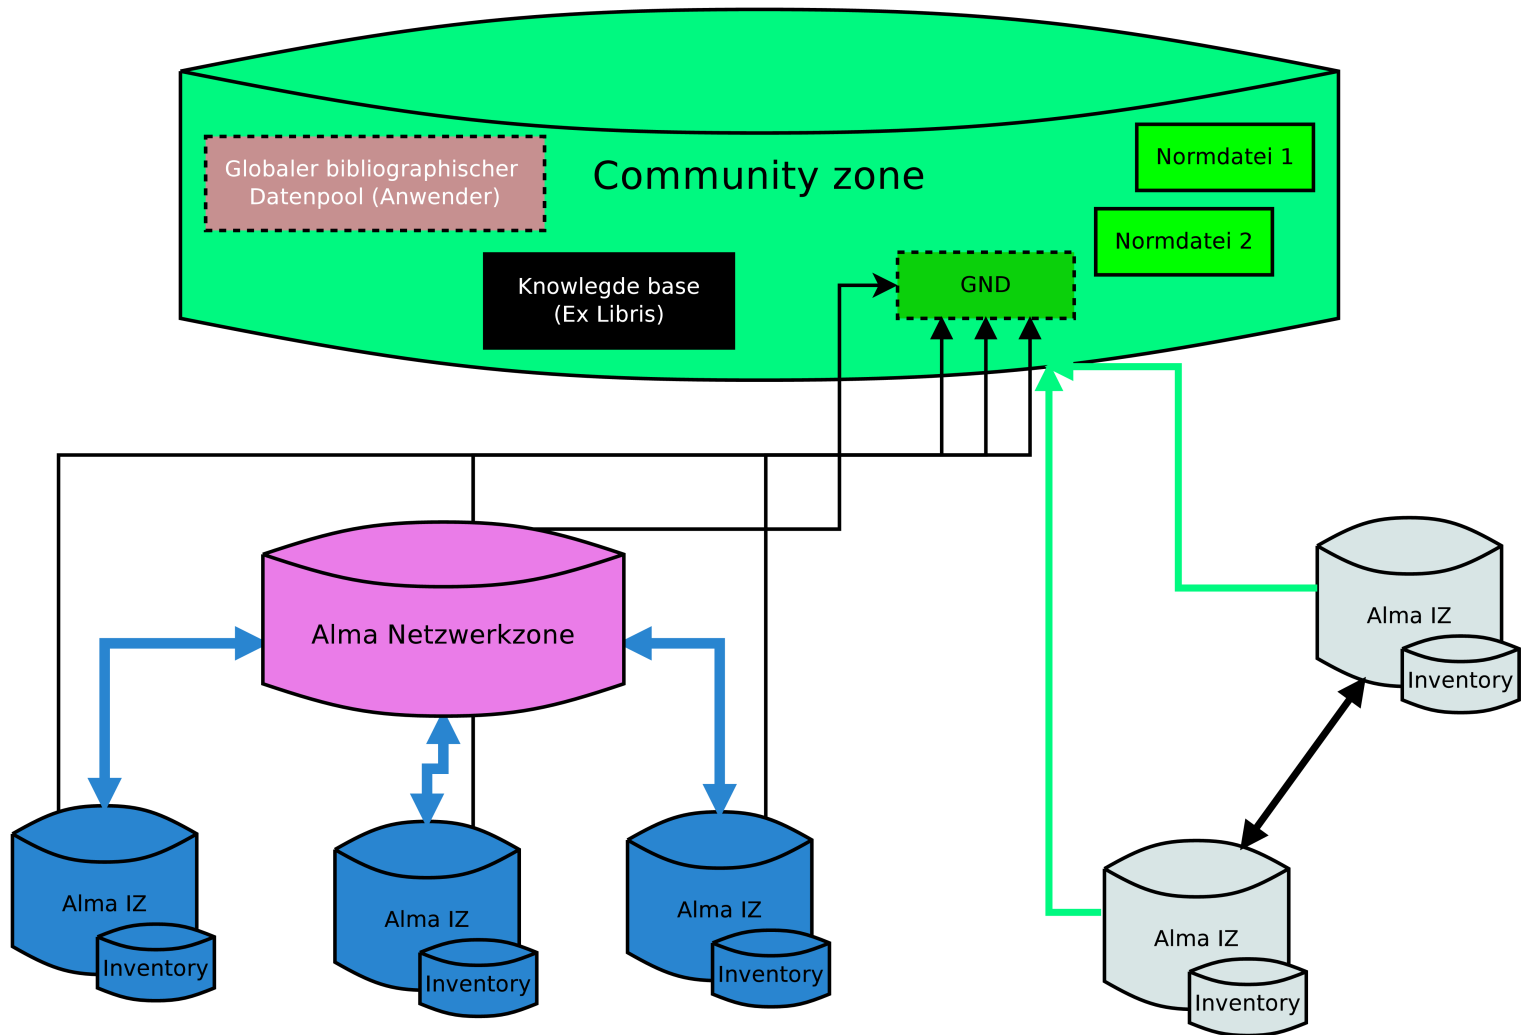 Globaler bibliographischer
Datenpool (Anwender)
Community zone
Normdatei 1
Normdatei 2
Knowlegde base
(Ex Libris)
GND
Alma Netzwerkzone
Alma IZ
Inventory
Alma IZ
Inventory
Alma IZ
Inventory
Alma IZ
Inventory
Alma IZ
Inventory